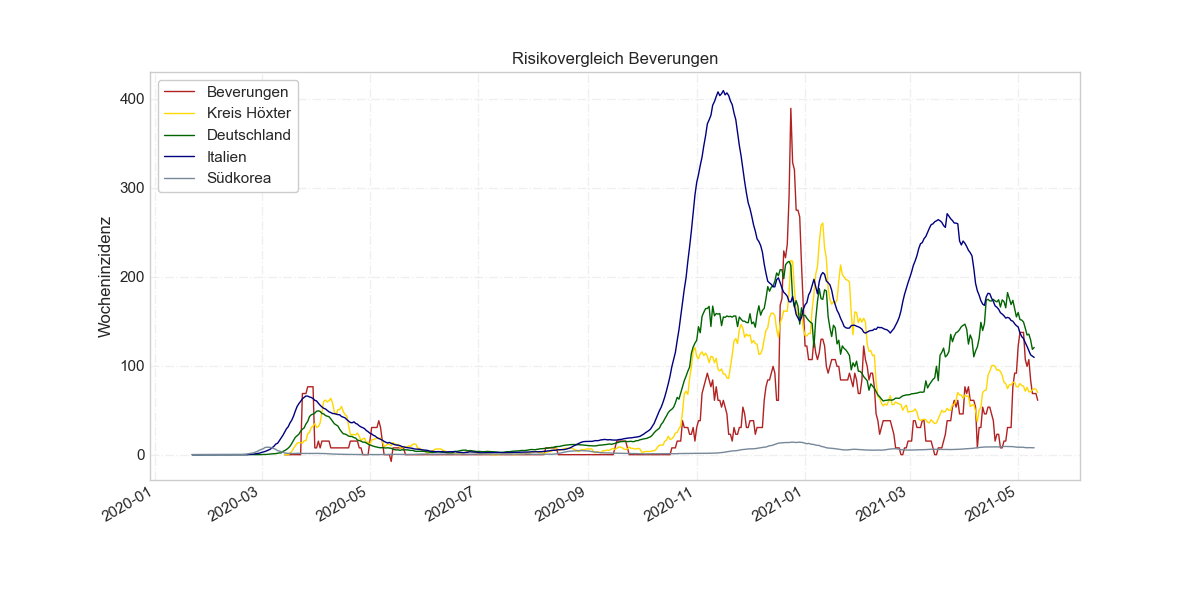 Risikovergleich Beverungen
Wocheninzidenz
400
300
200
100
0
Beverungen
Kreis Höxter
Deutschland
Italien
Südkorea
2020-01
2020-03
2020-05
2020-07
2020-09
2020-11
2021-01
2021-03
2021-05